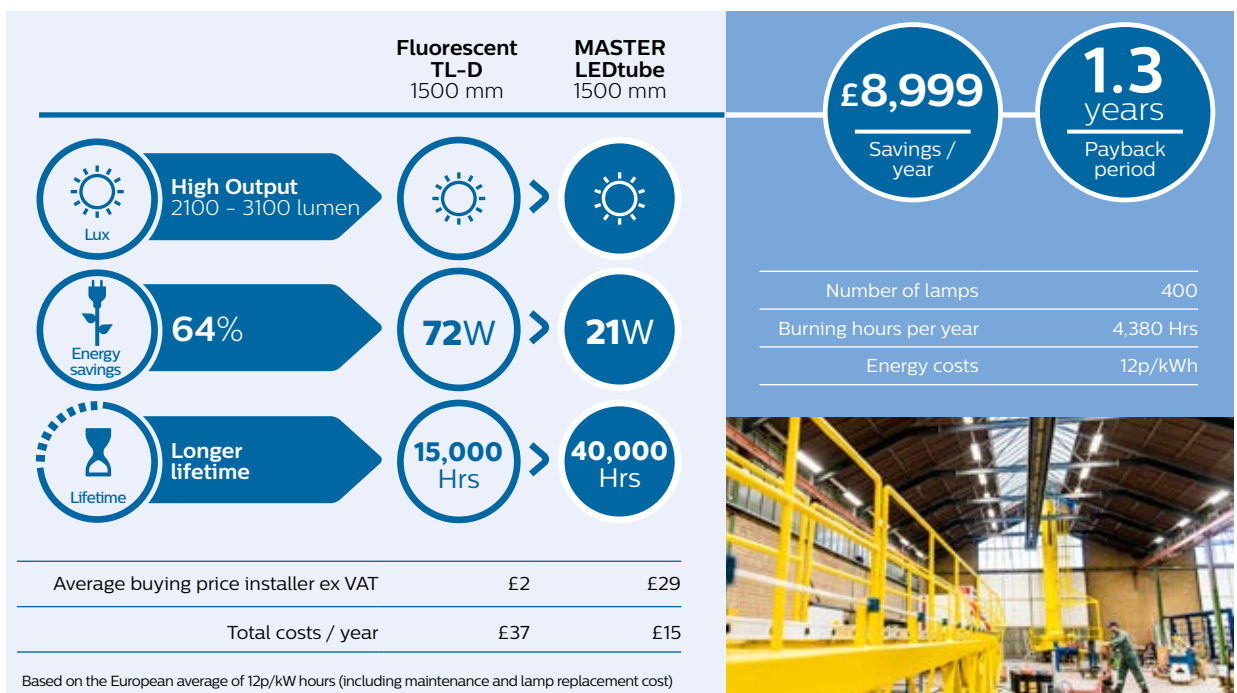 Fluorescent
TL-D
1500 mm
MASTER
LEDtube
1500 mm
£8,999
Savings /
year
1.3
years
Payback
period
Lux
High Output
2100 - 3100 lumen
Energy
savings
64%
72W
>
21W
Lifetime
Longer
lifetime
15,000
Hrs
>
40,000
Hrs
Number of lamps 400
Burning hours per year 4,380 Hrs
Energy costs 12p/kWh
Average buying price installer ex VAT £2 £29
Total costs / year £37 £15
Based on the European average of 12p/kW hours (including maintenance and lamp replacement cost)